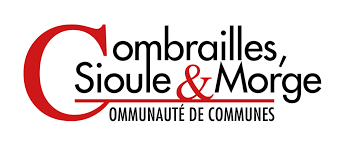 Combrailles,
Sioule & Morge
COMMUNAUTÉ DE COMMUNES